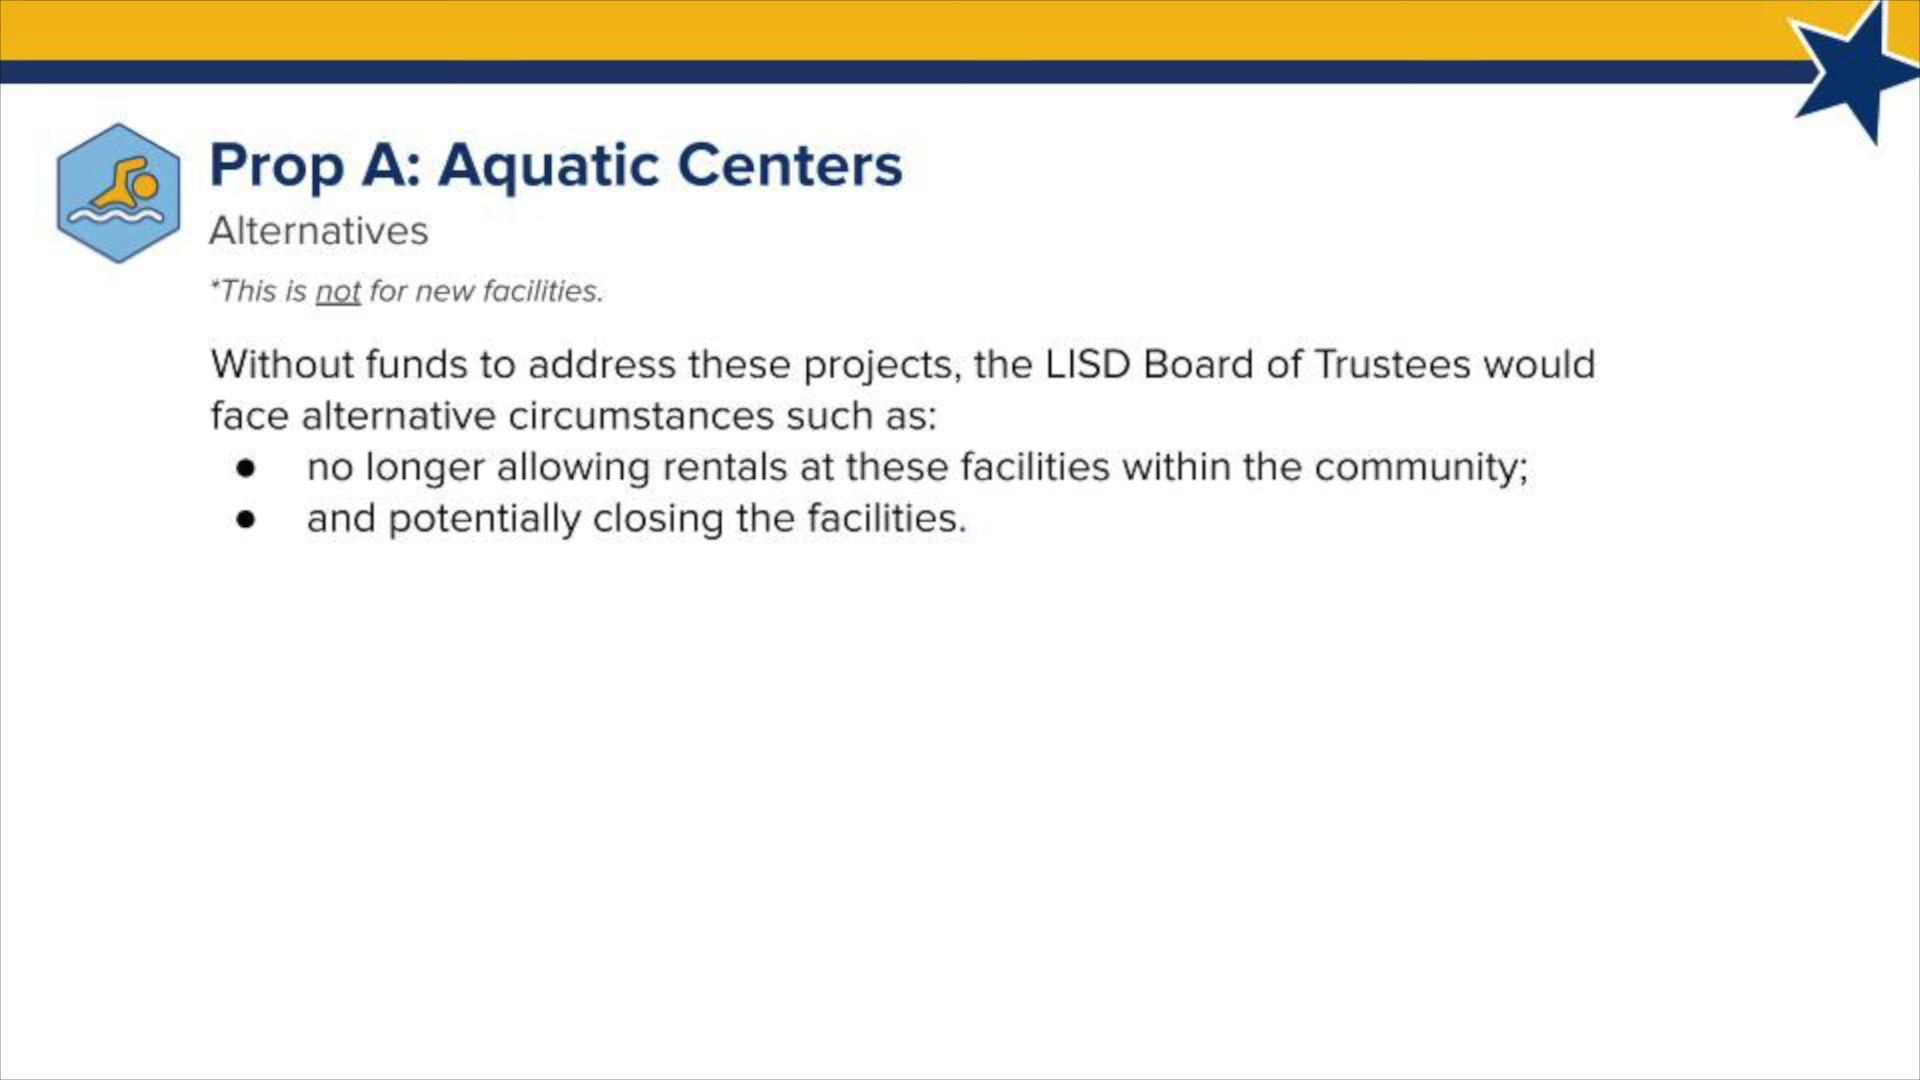 Prop A: Aquatic Centers
Alternatives
*This is not for new facilities.
Without funds to address these projects, the LISD Board of Trustees would
face alternative circumstances such as:
● no longer allowing rentals at these facilities within the community;
● and potentially closing the facilities.